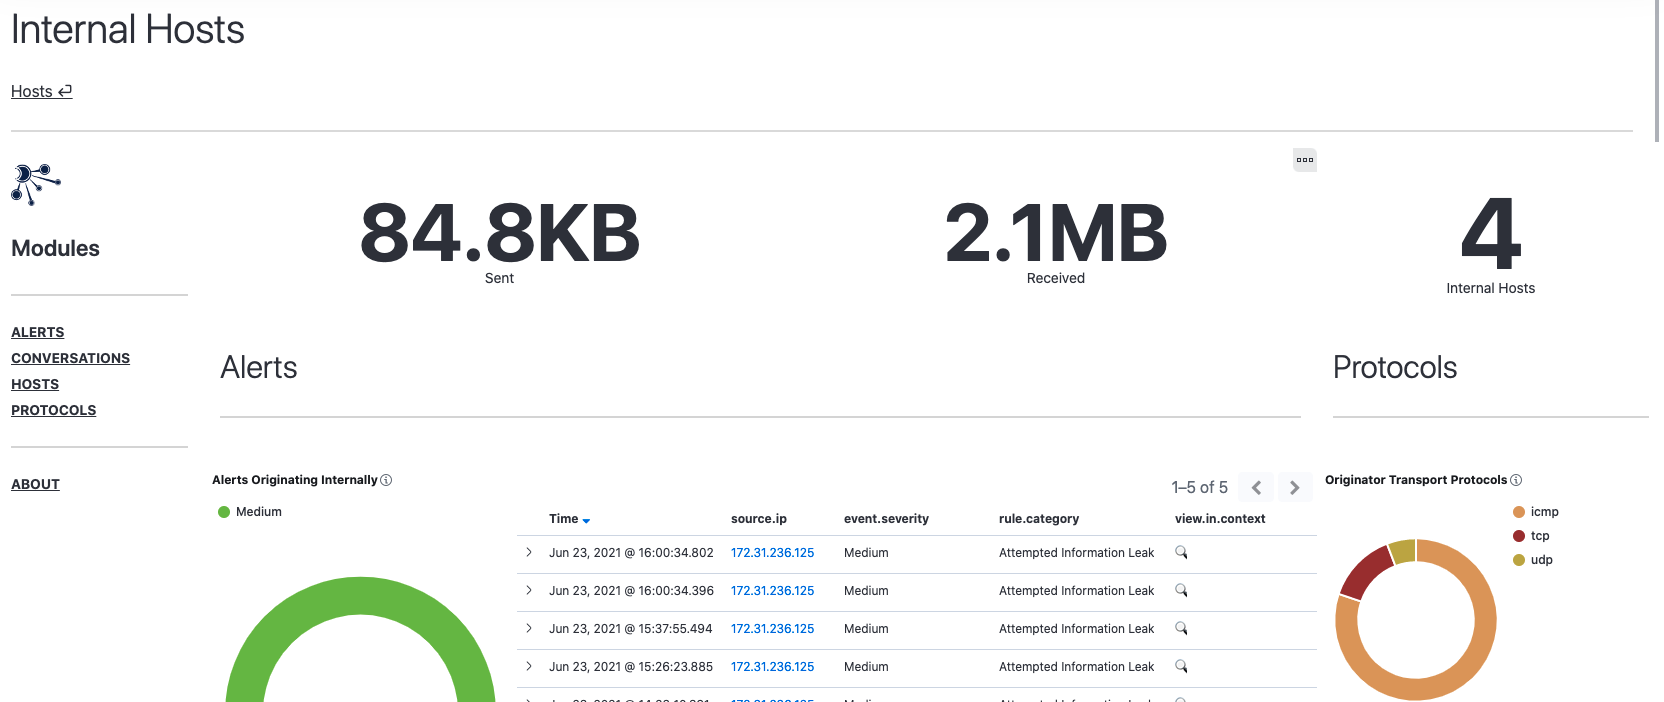 Internal Hosts
Hosts
Modules
ALERTS
CONVERSATIONS
HOSTS
PROTOCOLS
ABOUT
84.8KB
Sent
2.1MB
Received
4
Internal Hosts
Alerts
Protocols
Alerts Originating Internally
Medium
1–5 of 5
Time source.ip event.severity rule.category view.in.context
Jun 23, 2021 @ 16:00:34.802 172.31.236.125 Medium Attempted Information Leak
Jun 23, 2021 @ 16:00:34.396 172.31.236.125 Medium Attempted Information Leak
Jun 23, 2021 @ 15:37:55.494 172.31.236.125 Medium Attempted Information Leak
Jun 23, 2021 @ 15:26:23.885 172.31.236.125 Medium Attempted Information Leak
Originator Transport Protocols
icmp
tcp
udp